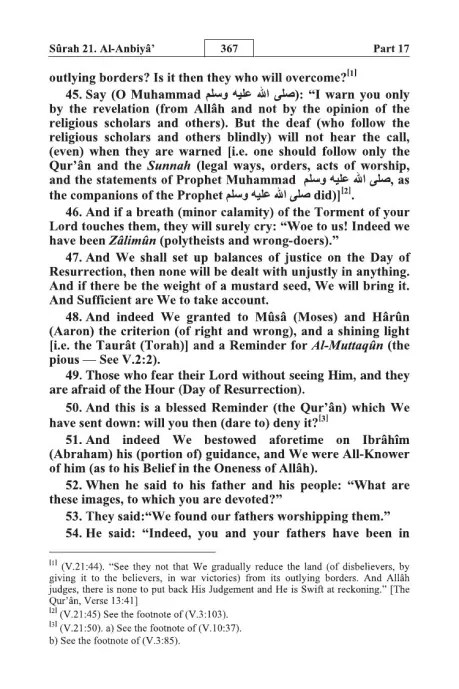 Sûrah 21. Al-Anbiyâ’ 367 Part 17
outlying borders? Is it then they who will overcome?[1]
45. Say (O Muhammad صلى الله عليه وسلم): “I warn you only
by the revelation (from Allâh and not by the opinion of the
religious scholars and others). But the deaf (who follow the
religious scholars and others blindly) will not hear the call,
(even) when they are warned [i.e. one should follow only the
Qur’ân and the Sunnah (legal ways, orders, acts of worship,
and the statements of Prophet Muhammad صلى الله عليه وسلم, as
the companions of the Prophet صلى الله عليه وسلم did)][2].
46. And if a breath (minor calamity) of the Torment of your
Lord touches them, they will surely cry: “Woe to us! Indeed we
have been Zâlimûn (polytheists and wrong-doers).”
47. And We shall set up balances of justice on the Day of
Resurrection, then none will be dealt with unjustly in anything.
And if there be the weight of a mustard seed, We will bring it.
And Sufficient are We to take account.
48. And indeed We granted to Mûsâ (Moses) and Hârûn
(Aaron) the criterion (of right and wrong), and a shining light
[i.e. the Taurât (Torah)] and a Reminder for Al-Muttaqûn (the
pious — See V.2:2).
49. Those who fear their Lord without seeing Him, and they
are afraid of the Hour (Day of Resurrection).
50. And this is a blessed Reminder (the Qur’ân) which We
have sent down: will you then (dare to) deny it?[3]
51. And indeed We bestowed aforetime on Ibrâhîm
(Abraham) his (portion of) guidance, and We were All-Knower
of him (as to his Belief in the Oneness of Allâh).
52. When he said to his father and his people: “What are
these images, to which you are devoted?”
53. They said:“We found our fathers worshipping them.”
54. He said: “Indeed, you and your fathers have been in
[1] (V.21:44). “See they not that We gradually reduce the land (of disbelievers, by
giving it to the believers, in war victories) from its outlying borders. And Allâh
judges, there is none to put back His Judgement and He is Swift at reckoning.” [The
Qur’ân, Verse 13:41]
[2] (V.21:45) See the footnote of (V.3:103).
[3] (V.21:50). a) See the footnote of (V.10:37).
b) See the footnote of (V.3:85).